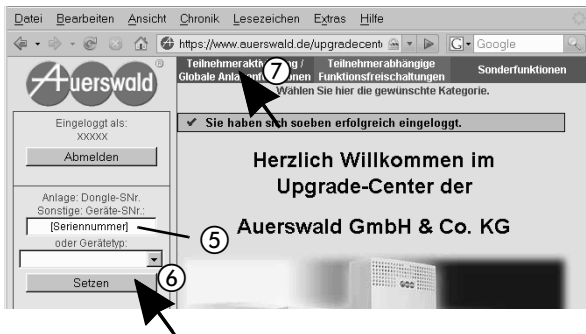 Datei Bearbeiten Ansicht Chronik Lesezeichen Extras Hilfe
https://www.auerswald.de/upgradecent
G Google
Auerswald®
Teilnehmerabhängige
Funktionsfreischaltungen
Sonderfunktionen
Globale
7
Wählen Sie hier die gewünschte Kategorie.
Eingeloggt als:
XXXXX
Abmelden
✔ Sie haben sich soeben erfolgreich eingeloggt.
Herzlich Willkommen im
Upgrade-Center der
Auerswald GmbH & Co. KG
Anlage: Dongle-SNr.
Sonstige: Geräte-SNr.:
[Seriennummer]
5
oder Gerätetyp:
6
Setzen